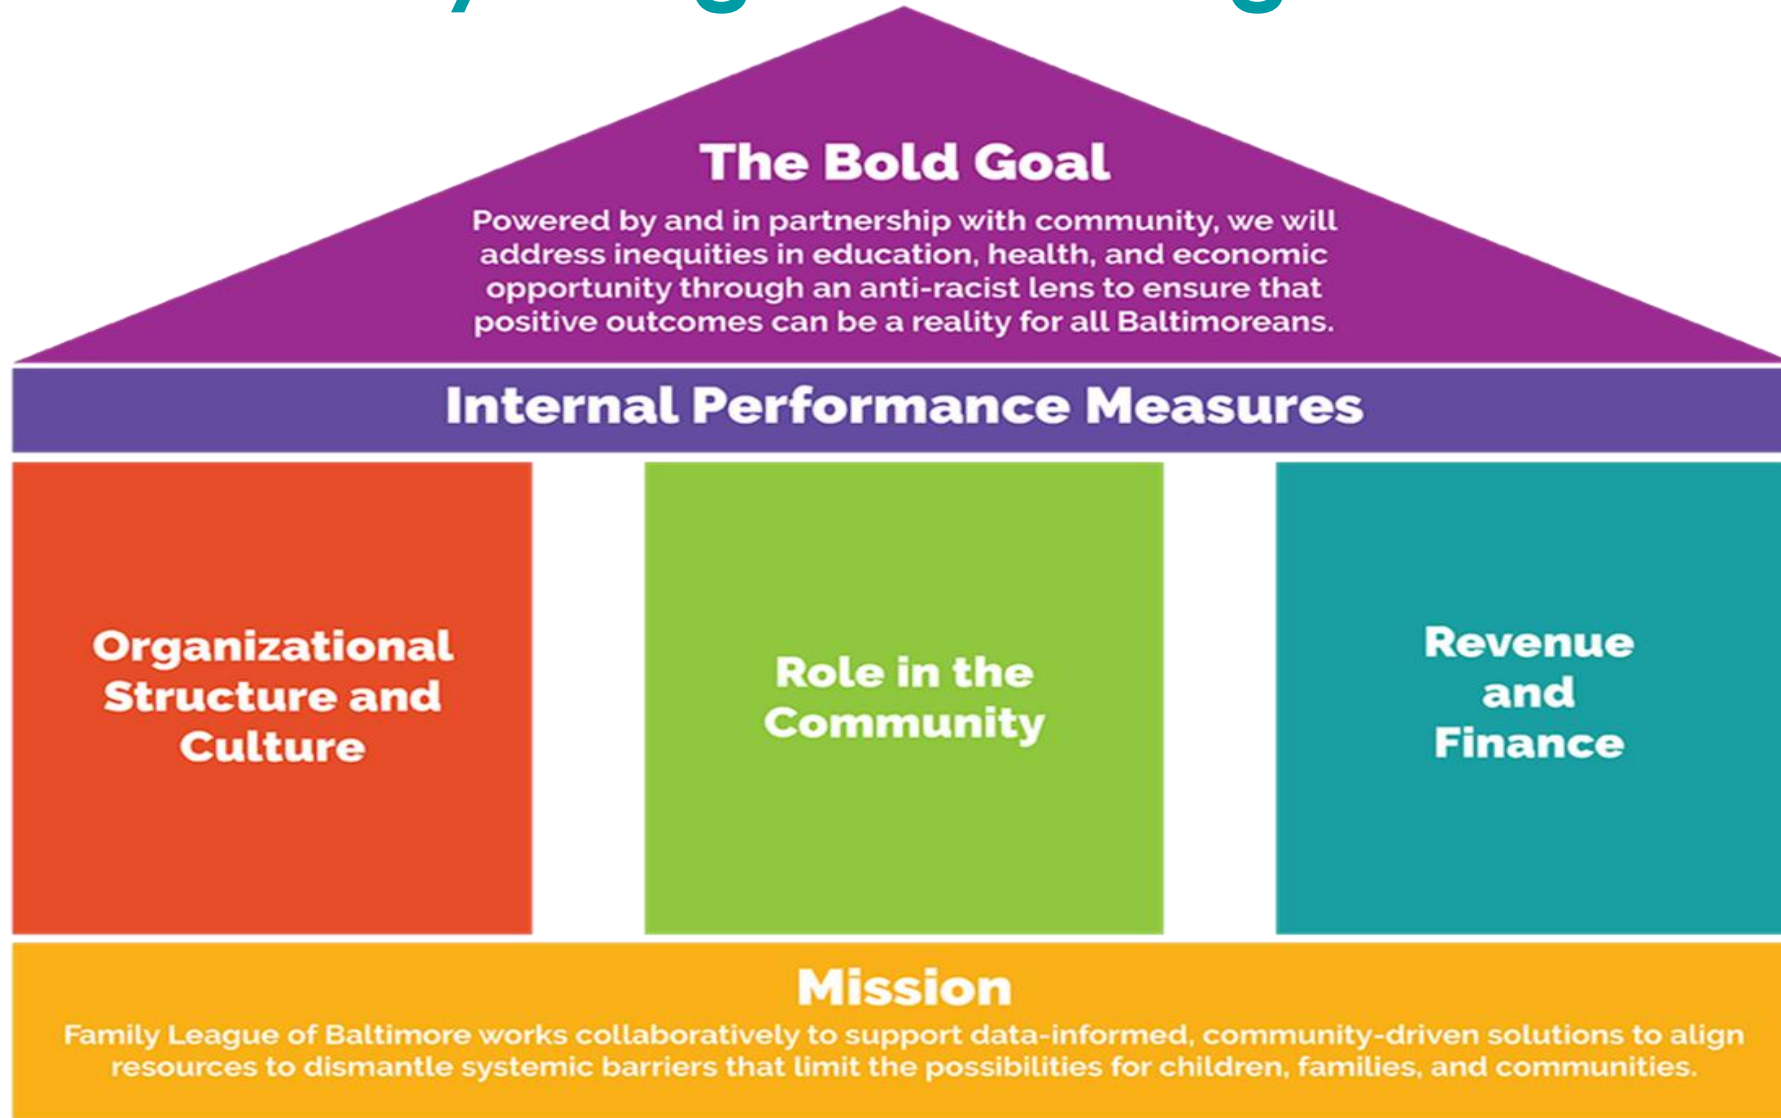 The Bold Goal
Powered by and in partnership with community, we will
address inequities in education, health, and economic
opportunity through an anti-racist lens to ensure that
positive outcomes can be a reality for all Baltimoreans.
Internal Performance Measures
Organizational
Structure and
Culture
Role in the
Community
Revenue
and
Finance
Mission
Family League of Baltimore works collaboratively to support data-informed, community-driven solutions to align
resources to dismantle systemic barriers that limit the possibilities for children, families, and communities.